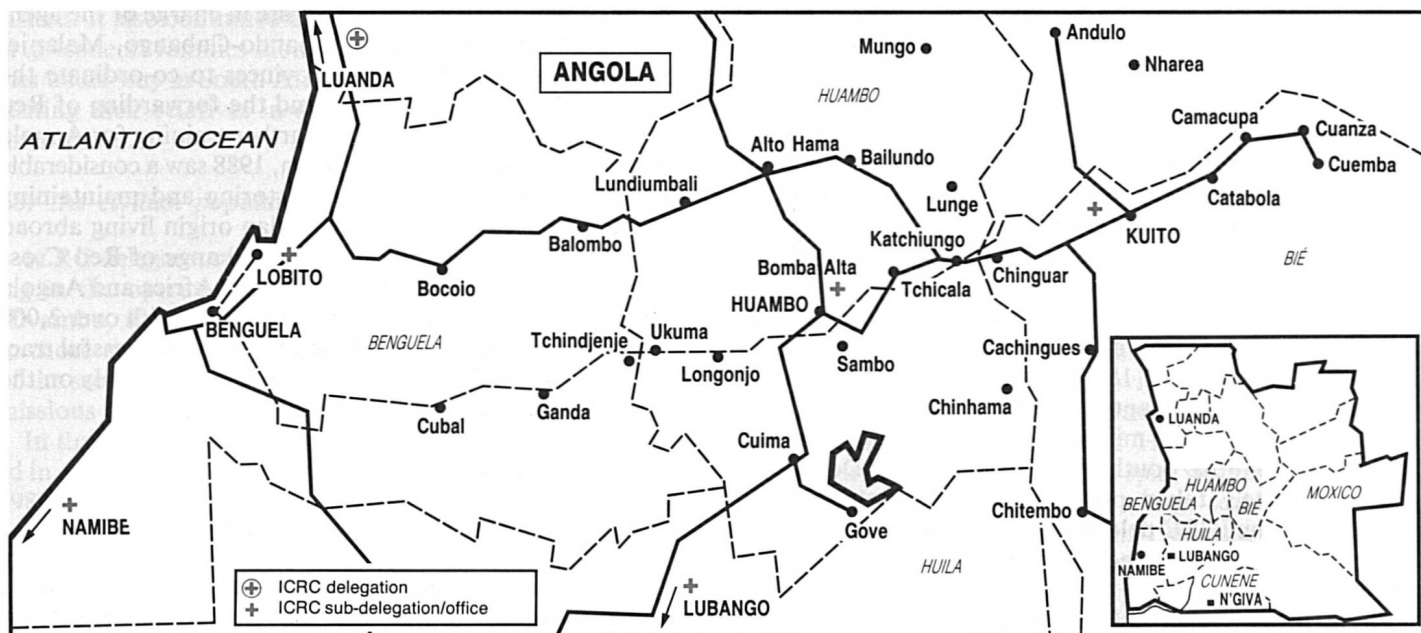 LUANDA
ATLANTIC OCEAN
ANGOLA
HUAMBO
Mungo
Andulo
Nharea
Camacupa
Cuanza
Cuemba
Catabola
Alto Hama
Bailundo
Lundiumbali
Lunge
KUITO
Balombo
Katchiungo
BIÉ
LOBITO
Bocoio
Bomba Alta
Tchicala
Chinguar
BENGUELA
HUAMBO
BENGUELA
Tchindjenje
Ukuma
Longonjo
Sambo
Cachingues
Cubal
Ganda
Chinhama
Cuima
NAMIBE
Gove
Chitembo
HUILA
LUBANGO
ICRC delegation
ICRC sub-delegation/office
LUANDA
HUAMBO
BENGUELA
BIÉ
MOXICO
HUILA
LUBANGO
NAMIBE
CUNENE
N'GIVA